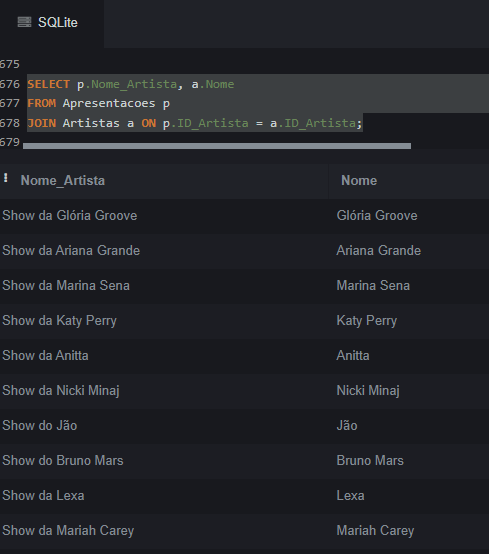 SQLite
675
676 SELECT p.Nome_Artista, a.Nome
677 FROM Apresentacoes p
678 JOIN Artistas a ON p.ID_Artista = a.ID_Artista;
679
Nome_Artista Nome
Show da Glória Groove Glória Groove
Show da Ariana Grande Ariana Grande
Show da Marina Sena Marina Sena
Show da Katy Perry Katy Perry
Show da Anitta Anitta
Show da Nicki Minaj Nicki Minaj
Show do Jão Jão
Show do Bruno Mars Bruno Mars
Show da Lexa Lexa
Show da Mariah Carey Mariah Carey